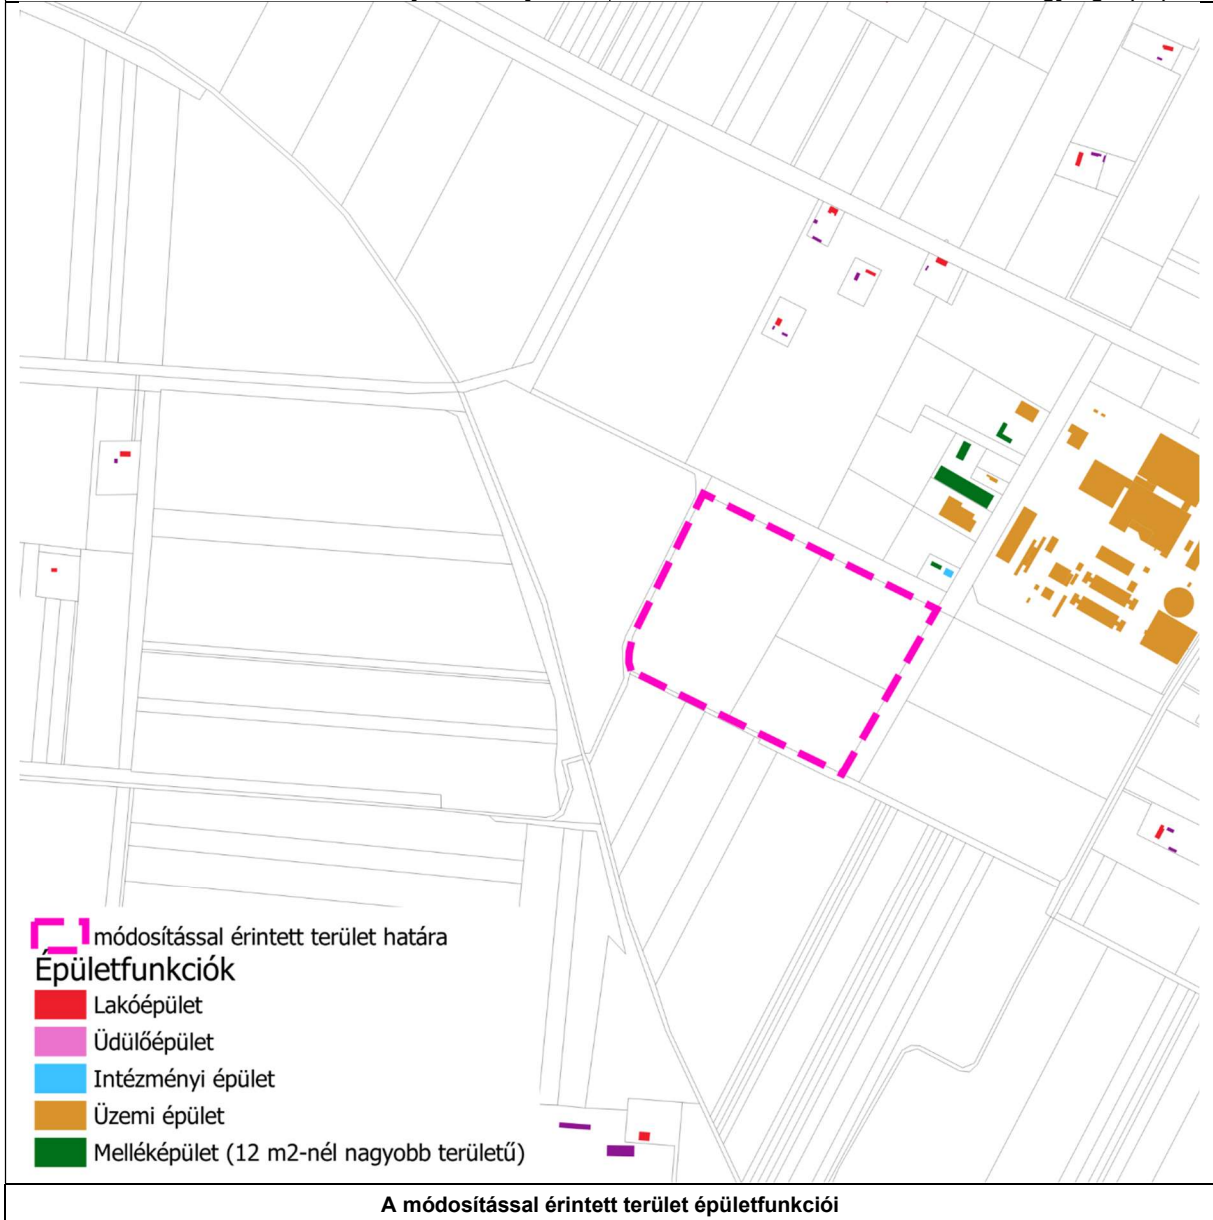 módosítással érintett terület határa
Épületfunkciók
Lakóépület
Üdülőépület
Intézményi épület
Üzemi épület
Melléképület (12 m2-nél nagyobb területű)
A módosítással érintett terület épületfunkciói